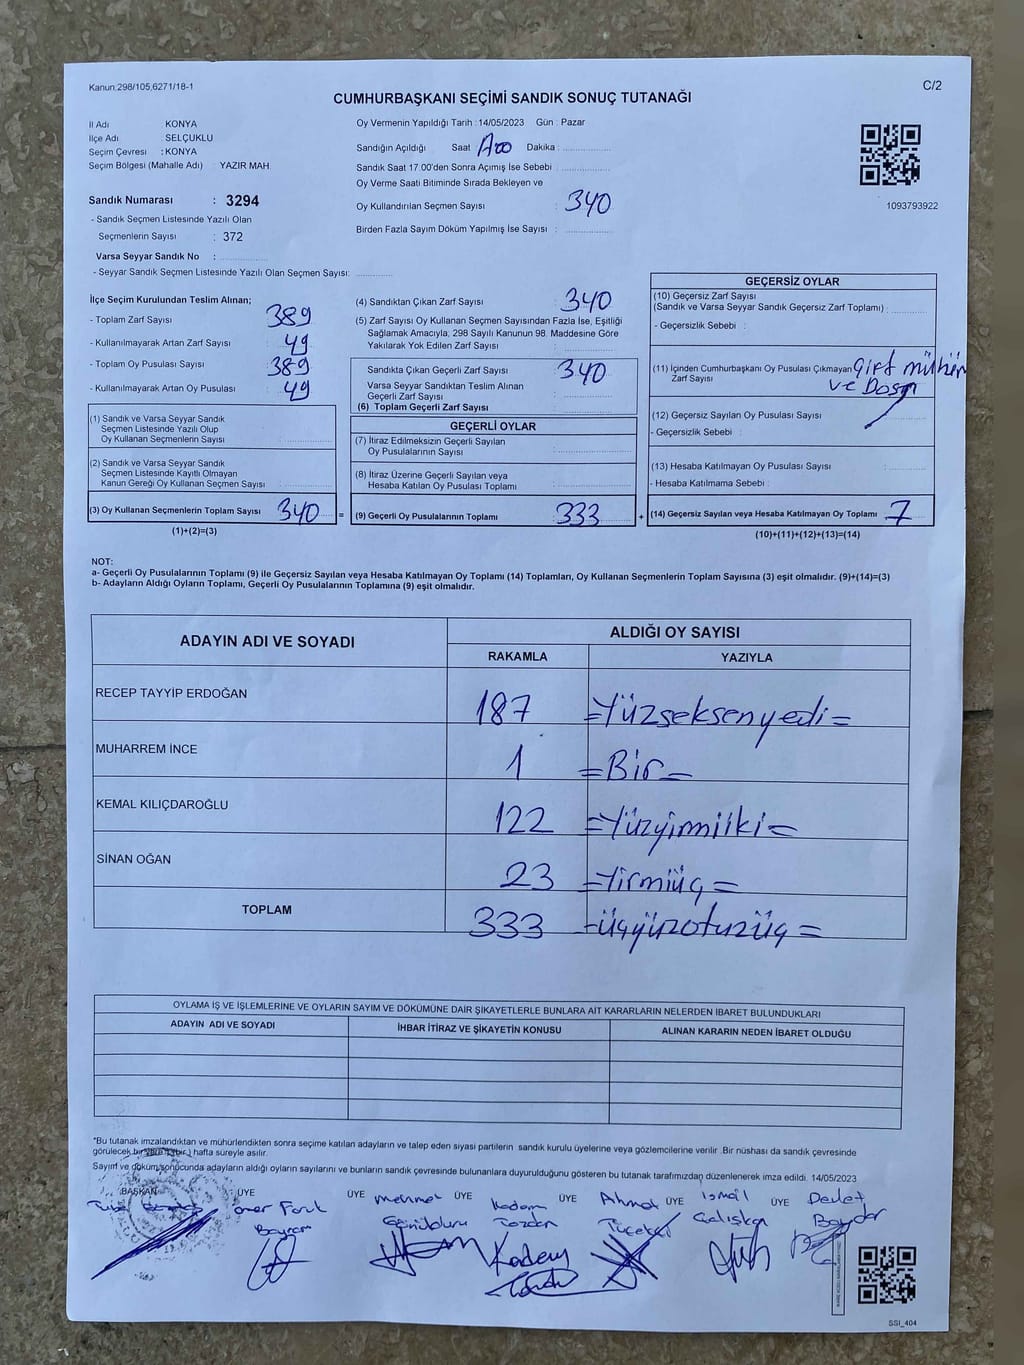 Kanun.298/105,6271/18-1
C/2
CUMHURBAŞKANI SEÇİMİ SANDIK SONUÇ TUTANAĞI
İl Adı KONYA
İlçe Adı : SELÇUKLU
Seçim Çevresi : KONYA
Seçim Bölgesi (Mahalle Adı) : YAZIR MAH.
Sandık Numarası : 3294
- Sandık Seçmen Listesinde Yazılı Olan
Seçmenlerin Sayısı : 372
Varsa Seyyar Sandık No :
- Seyyar Sandık Seçmen Listesinde Yazılı Olan Seçmen Sayısı:
Oy Vermenin Yapıldığı Tarih : 14/05/2023 Gün : Pazar
Sandığın Açıldığı Saat Dakika :
Sandık Saat 17.00'den Sonra Açımış İse Sebebi :
Oy Verme Saati Bitiminde Sırada Bekleyen ve
Oy Kullandırılan Seçmen Sayısı : 340
Birden Fazla Sayım Döküm Yapılmış İse Sayısı :
1093793922
İlçe Seçim Kurulundan Teslim Alınan;
- Toplam Zarf Sayısı : 389
- Kullanılmayarak Artan Zarf Sayısı : 49
- Toplam Oy Pusulası Sayısı : 389
- Kullanılmayarak Artan Oy Pusulası : 49
(1) Sandık ve Varsa Seyyar Sandık
Seçmen Listesinde Yazılı Olup
Oy Kullanan Seçmenlerin Sayısı :
(2) Sandık ve Varsa Seyyar Sandık
Seçmen Listesinde Kayıtlı Olmayan
Kanun Gereği Oy Kullanan Seçmen Sayısı :
(3) Oy Kullanan Seçmenlerin Toplam Sayısı : 340 =
(1)+(2)=(3)
(4) Sandıktan Çıkan Zarf Sayısı : 340
(5) Zarf Sayısı Oy Kullanan Seçmen Sayısından Fazla İse, Eşitliği
Sağlamak Amacıyla; 298 Sayılı Kanunun 98. Maddesine Göre
Yakılarak Yok Edilen Zarf Sayısı :
Sandıkta Çıkan Geçerli Zarf Sayısı : 340
Varsa Seyyar Sandıktan Teslim Alınan
Geçerli Zarf Sayısı :
(6) Toplam Geçerli Zarf Sayısı
GEÇERLİ OYLAR
(7) İtiraz Edilmeksizin Geçerli Sayılan
Oy Pusulalarının Sayısı :
(8) İtiraz Üzerine Geçerli Sayılan veya
Hesaba Katılan Oy Pusulası Toplamı :
(9) Geçerli Oy Pusulalarının Toplamı : 333 +
GEÇERSİZ OYLAR
(10) Geçersiz Zarf Sayısı
(Sandık ve Varsa Seyyar Sandık Geçersiz Zarf Toplamı) :
- Geçersizlik Sebebi :
(11) İçinden Cumhurbaşkanı Oy Pusulası Çıkmayan
Zarf Sayısı
(12) Geçersiz Sayılan Oy Pusulası Sayısı :
- Geçersizlik Sebebi :
(13) Hesaba Katılmayan Oy Pusulası Sayısı :
- Hesaba Katılmama Sebebi :
(14) Geçersiz Sayılan veya Hesaba Katılmayan Oy Toplamı : 7
(10)+(11)+(12)+(13)=(14)
NOT:
a- Geçerli Oy Pusulalarının Toplamı (9) ile Geçersiz Sayılan veya Hesaba Katılmayan Oy Toplamı (14) Toplamları, Oy Kullanan Seçmenlerin Toplam Sayısına (3) eşit olmalıdır. (9)+(14)=(3)
b- Adayların Aldığı Oyların Toplamı, Geçerli Oy Pusulalarının Toplamına (9) eşit olmalıdır.
ADAYIN ADI VE SOYADI ALDIĞI OY SAYISI
RAKAMLA YAZIYLA
RECEP TAYYİP ERDOĞAN 187 =Yüzseksenyedi=
MUHARREM İNCE 1 =Bir=
KEMAL KILIÇDAROĞLU 122 =Yüzyirmiiki=
SİNAN OĞAN 23 =Yirmiüç=
TOPLAM 333 =üçyüzotuzüç=
OYLAMA İŞ VE İŞLEMLERİNE VE OYLARIN SAYIM VE DÖKÜMÜNE DAİR ŞİKAYETLERLE BUNLARA AİT KARARLARIN NELERDEN İBARET BULUNDUKLARI
ADAYIN ADI VE SOYADI İHBAR İTİRAZ VE ŞİKAYETİN KONUSU ALINAN KARARIN NEDEN İBARET OLDUĞU
*Bu tutanak imzalandıktan ve mühürlendikten sonra seçime katılan adayların ve talep eden siyasi partilerin sandık kurulu üyelerine veya gözlemcilerine verilir .Bir nüshası da sandık çevresinde
görülecek bir yere (bir) hafta süreyle asılır.
Sayım ve döküm sonucunda adayların aldığı oyların sayılarını ve bunların sandık çevresinde bulunanlara duyurulduğunu gösteren bu tutanak tarafımızdan düzenlenerek imza edildi. 14/05/2023
BAŞKAN ÜYE ÜYE ÜYE ÜYE ÜYE ÜYE
Mehmet Kadem Ahmet İsmail Devlet
Bayram Tozan Çalışkan
SSI_404